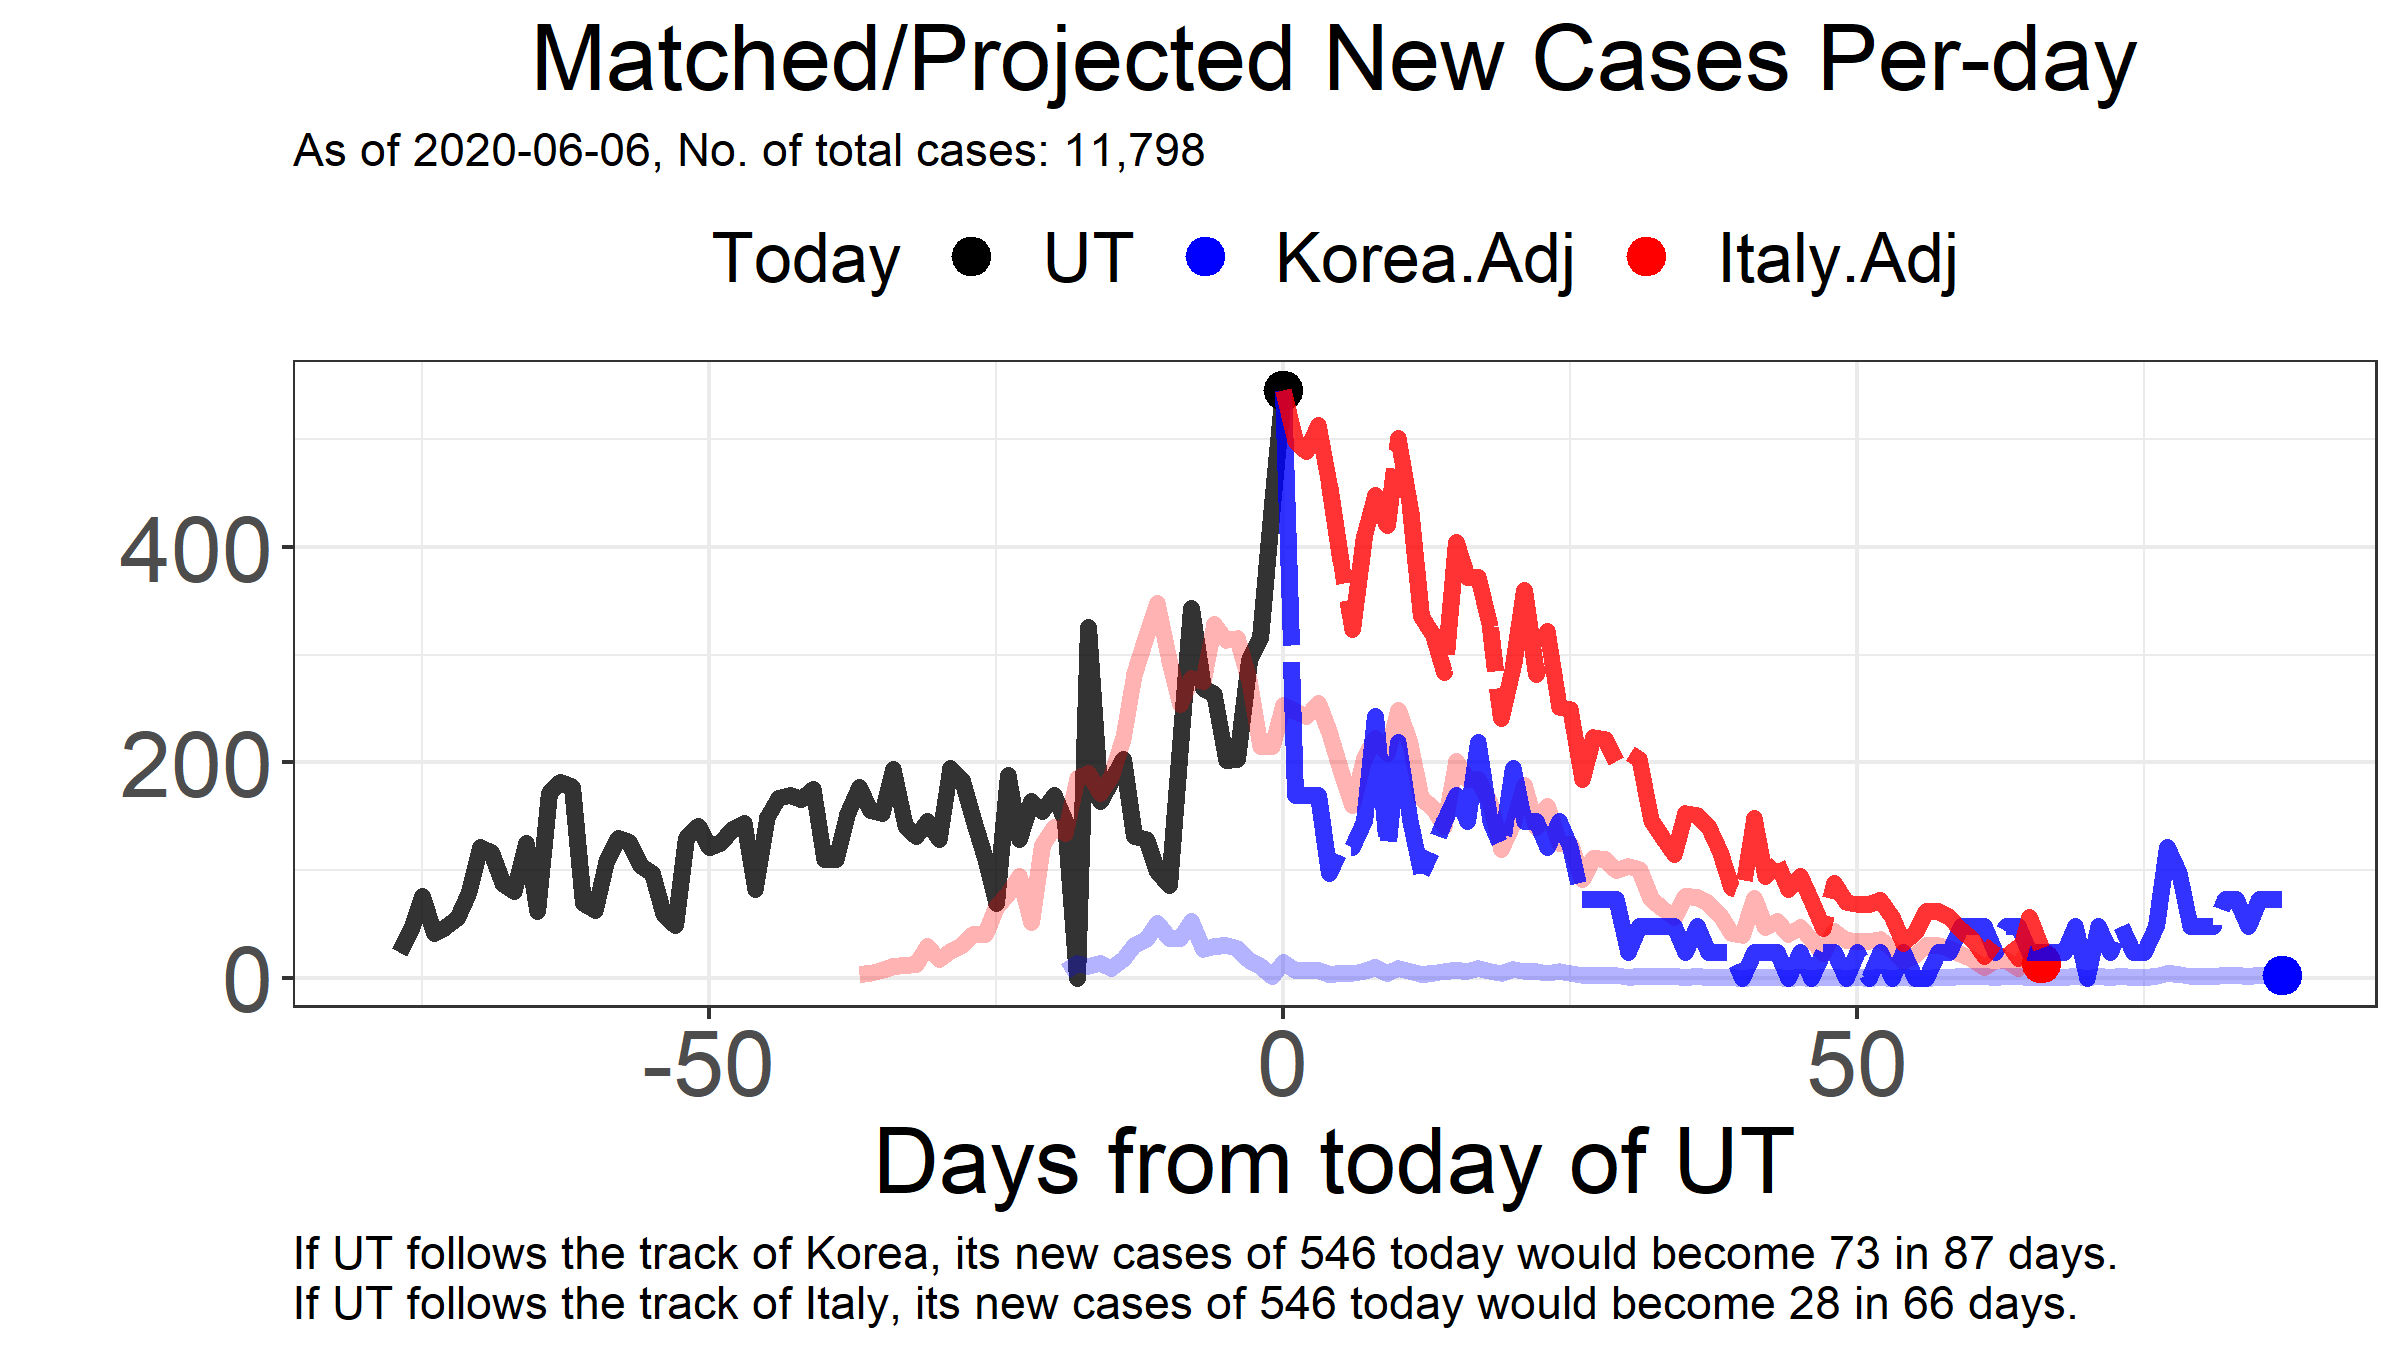 Matched/Projected New Cases Per-day
As of 2020-06-06, No. of total cases: 11,798
Today UT Korea.Adj Italy.Adj
400
200
0
-50 0 50
Days from today of UT
If UT follows the track of Korea, its new cases of 546 today would become 73 in 87 days.
If UT follows the track of Italy, its new cases of 546 today would become 28 in 66 days.